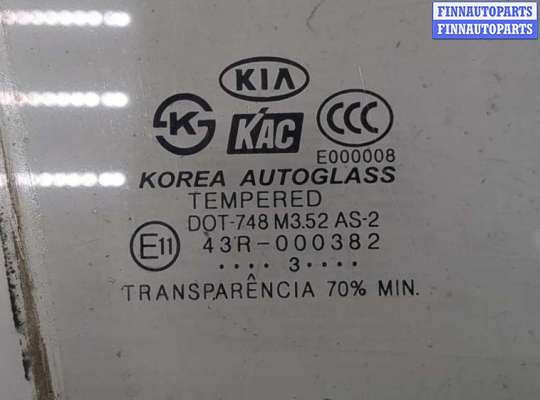 FINNAUTOPARTS
FINNAUTOPARTS
KIA
K S KAC CCC
E000008
KOREA AUTOGLASS
TEMPERED
DOT-748 M3.52 AS-2
E11 43R-000382
···· 3 ····
TRANSPARÊNCIA 70% MIN.